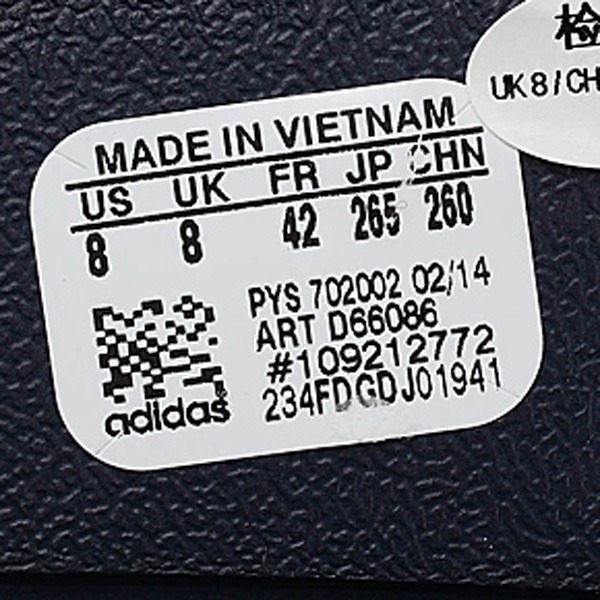 MADE IN VIETNAM
US UK FR JP CHN
8 8 42 265 260
PYS 702002 02/14
ART D66086
#109212772
234FDGDJ01941
adidas
检
UK 8 / CH